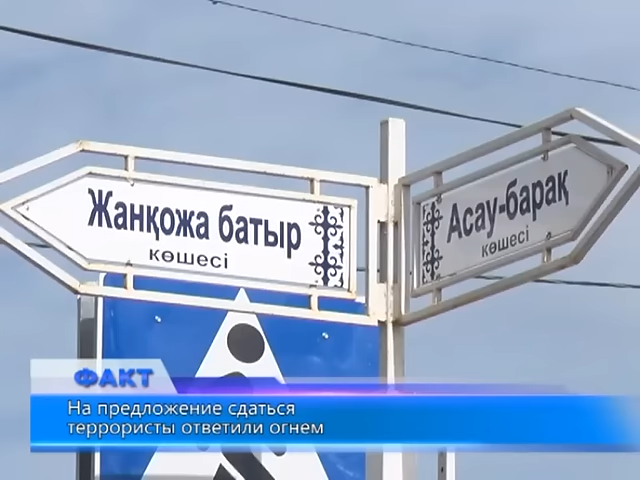 Жанқожа батыр
көшесі
Асау-барақ
көшесі
ФАКТ
На предложение сдаться
террористы ответили огнем